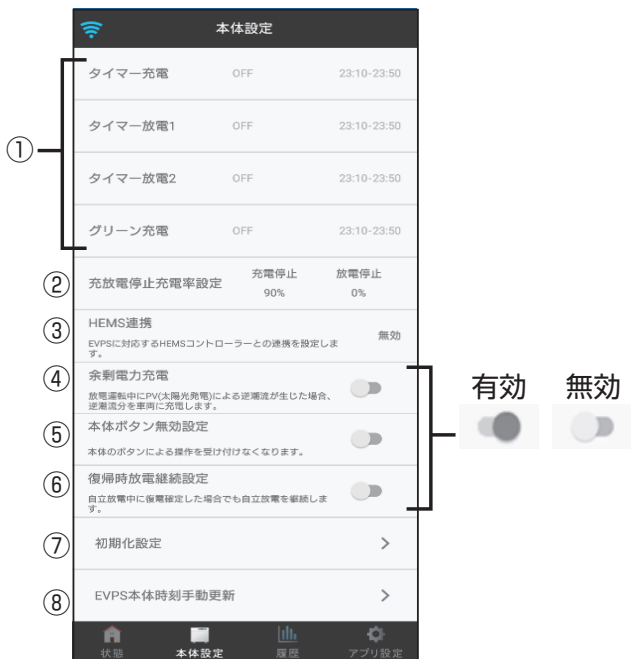 本体設定
①
タイマー充電 OFF 23:10-23:50
タイマー放電1 OFF 23:10-23:50
タイマー放電2 OFF 23:10-23:50
グリーン充電 OFF 23:10-23:50
② 充放電停止充電率設定 充電停止 放電停止
90% 0%
③ HEMS連携
無効
EVPSに対応するHEMSコントローラーとの連携を設定しま
す。
④ 余剰電力充電
放電運転中にPV(太陽光発電)による逆潮流が生じた場合、
逆潮流分を車両に充電します。
有効 無効
⑤ 本体ボタン無効設定
本体のボタンによる操作を受け付けなくなります。
⑥ 復帰時放電継続設定
自立放電中に復電確定した場合でも自立放電を継続しま
す。
⑦ 初期化設定 >
⑧ EVPS本体時刻手動更新 >
状態 本体設定 履歴 アプリ設定